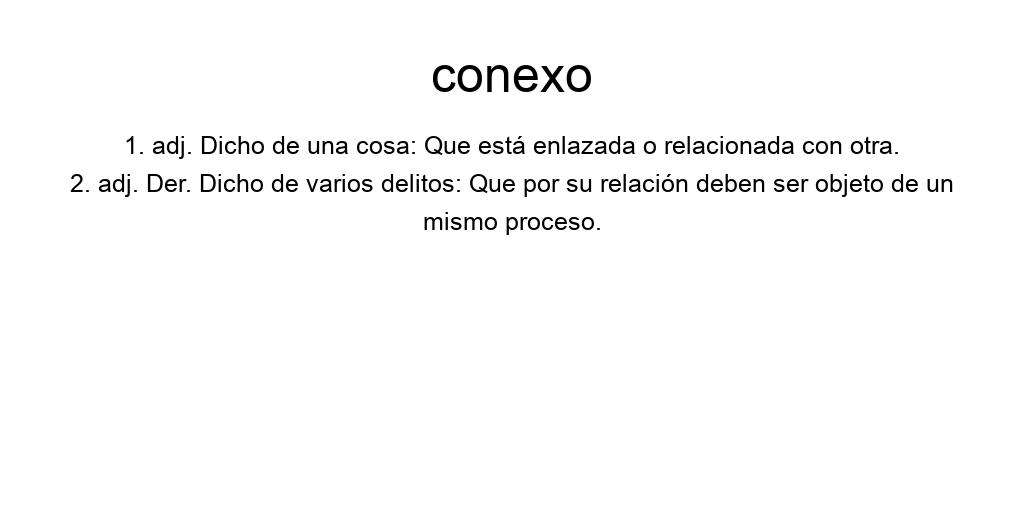 conexo
1. adj. Dicho de una cosa: Que está enlazada o relacionada con otra.
2. adj. Der. Dicho de varios delitos: Que por su relación deben ser objeto de un
mismo proceso.